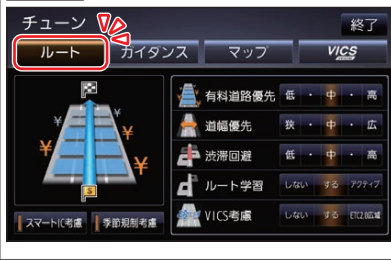 チューン 終了
ルート ガイダンス マップ VICS
有料道路優先 低 ・ 中 ・ 高
道幅優先 狭 ・ 中 ・ 広
渋滞回避 低 ・ 中 ・ 高
ルート学習 しない する アクティブ
VICS考慮 しない する ETC2.0広域
¥ ¥
¥ ¥
S
スマートIC考慮 季節規制考慮